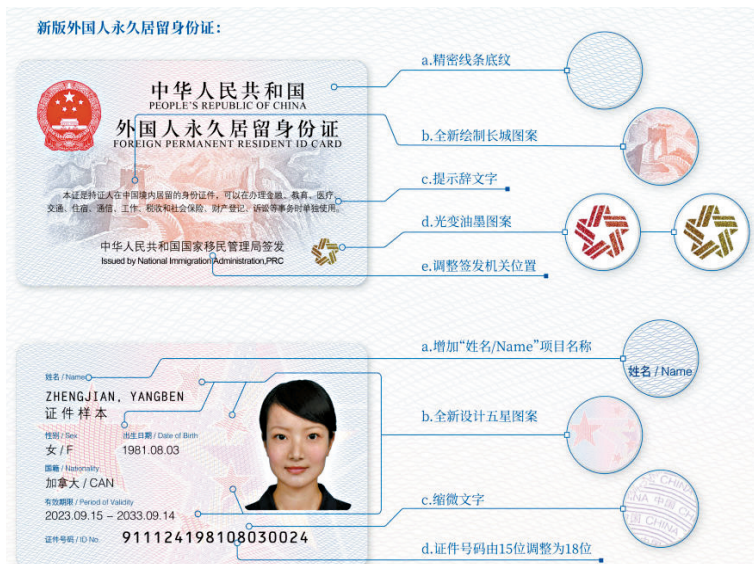 新版外国人永久居留身份证：
中华人民共和国
PEOPLE'S REPUBLIC OF CHINA
外国人永久居留身份证
FOREIGN PERMANENT RESIDENT ID CARD
本证是持证人在中国境内居留的身份证件，可以在办理金融、教育、医疗、
交通、住宿、通信、工作、税收和社会保险、财产登记、诉讼等事务时单独使用。
中华人民共和国国家移民管理局签发
Issued by National Immigration Administration,PRC
a.精密线条底纹
b.全新绘制长城图案
c.提示辞文字
d.光变油墨图案
e.调整签发机关位置
姓名 / Name
ZHENGJIAN, YANGBEN
证件样本
性别 / Sex 出生日期 / Date of Birth
女 / F 1981.08.03
国籍 / Nationality
加拿大 / CAN
有效期限 / Period of Validity
2023.09.15 - 2033.09.14
证件号码 / ID No. 911124198108030024
a.增加“姓名/Name”项目名称
姓名 / Name
b.全新设计五星图案
c.缩微文字
CHINA
NA 中国 C
国 CHINA
d.证件号码由15位调整为18位